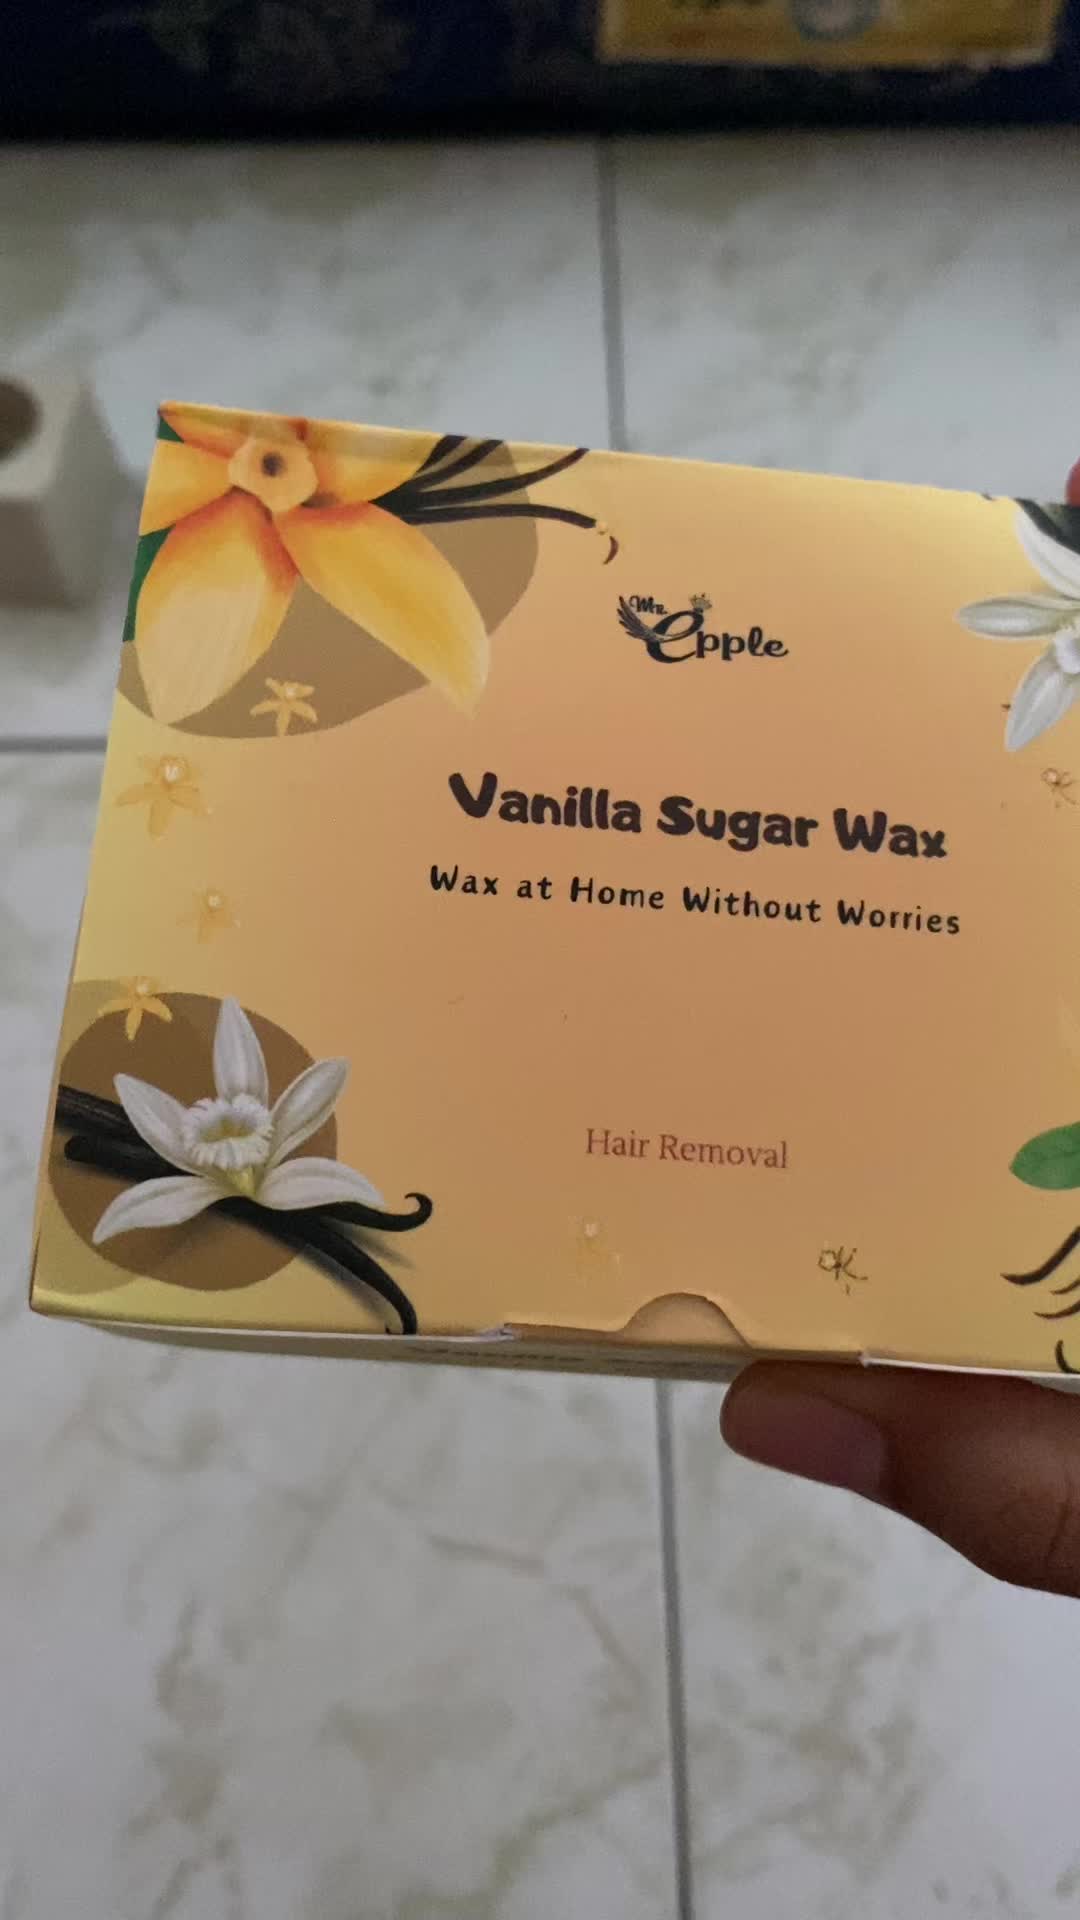 Mr.
epple
Vanilla Sugar Wax
Wax at Home Without Worries
Hair Removal